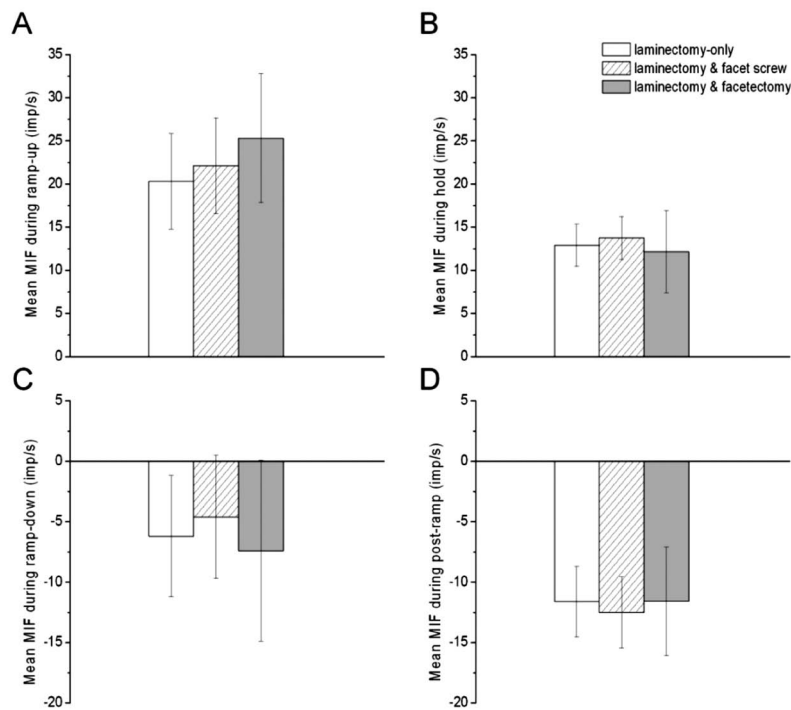 A
Mean MIF during ramp-up (imp/s)
35
30
25
20
15
10
5
0
B
Mean MIF during hold (imp/s)
35
30
25
20
15
10
5
0
laminectomy-only
laminectomy & facet screw
laminectomy & facetectomy
C
Mean MIF during ramp-down (imp/s)
5
0
-5
-10
-15
-20
D
Mean MIF during post-ramp (imp/s)
5
0
-5
-10
-15
-20